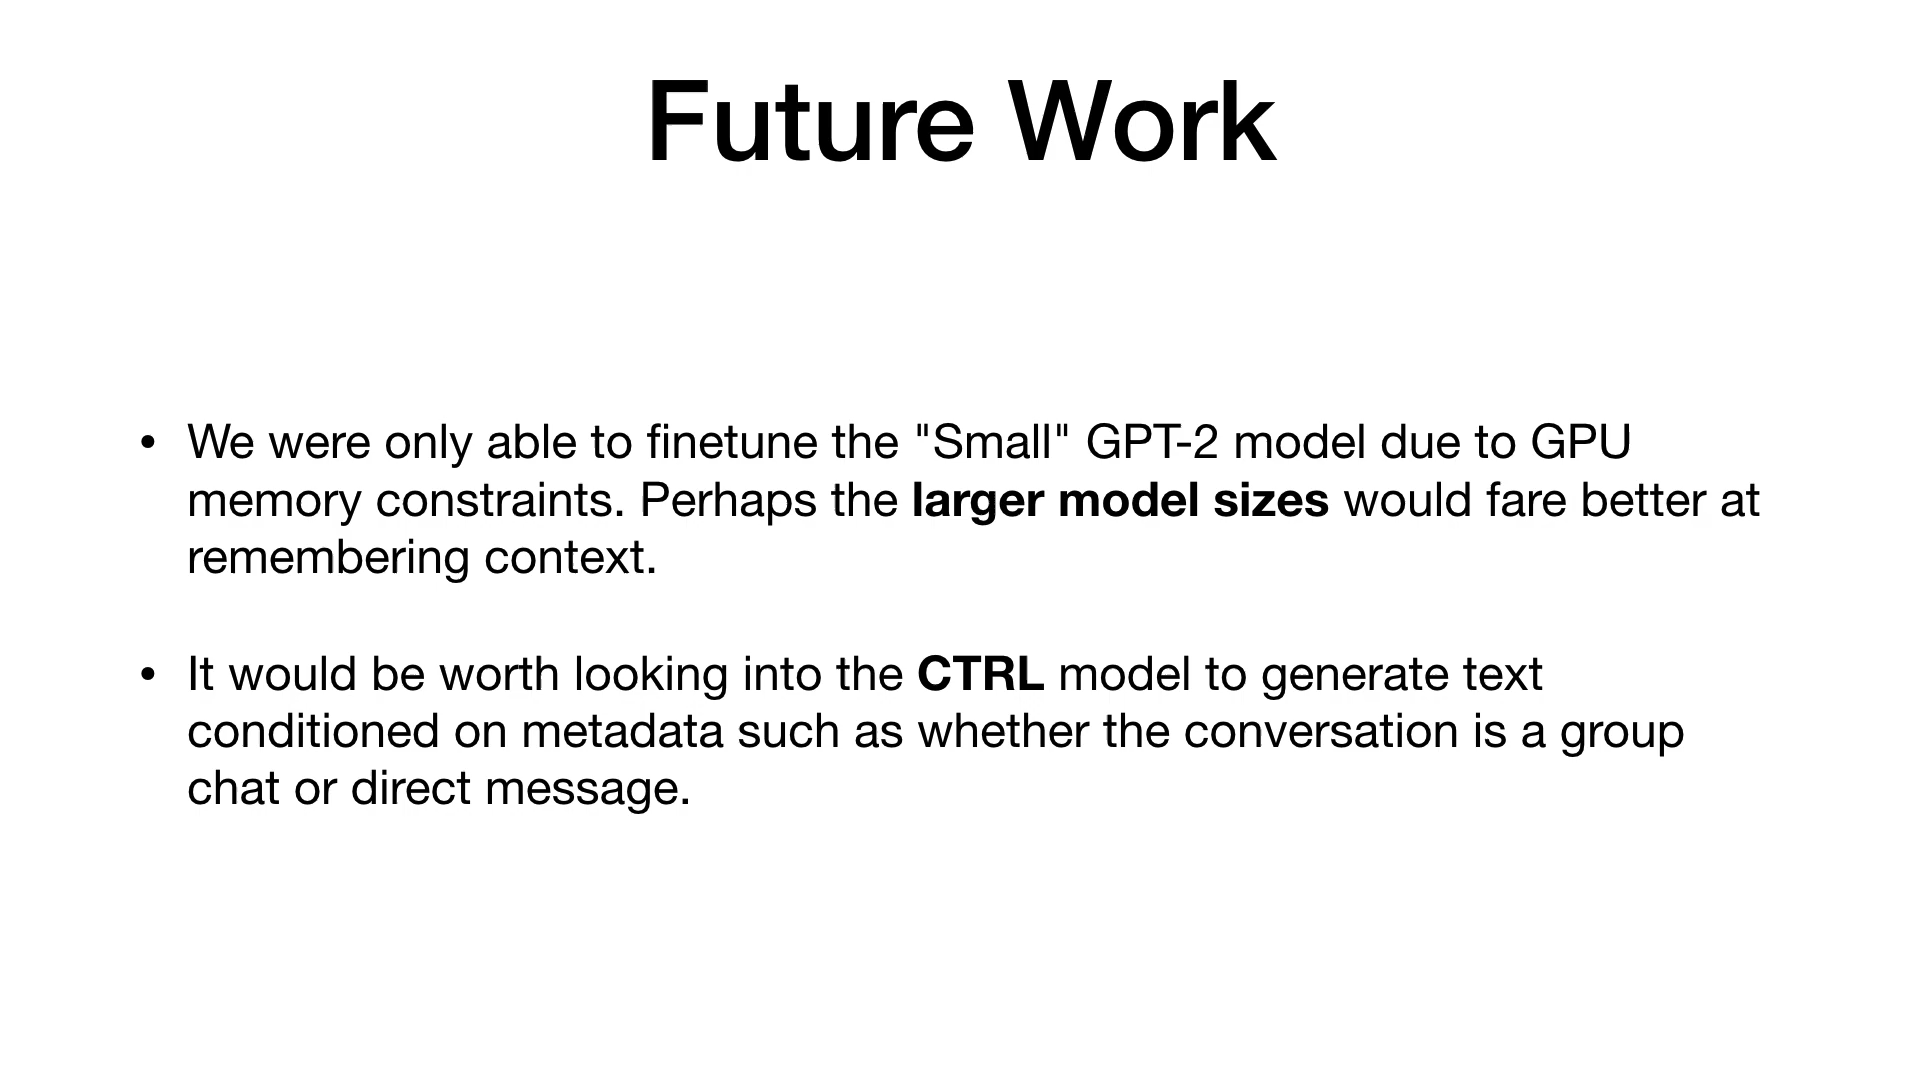 Future Work
• We were only able to finetune the "Small" GPT-2 model due to GPU
memory constraints. Perhaps the larger model sizes would fare better at
remembering context.
• It would be worth looking into the CTRL model to generate text
conditioned on metadata such as whether the conversation is a group
chat or direct message.